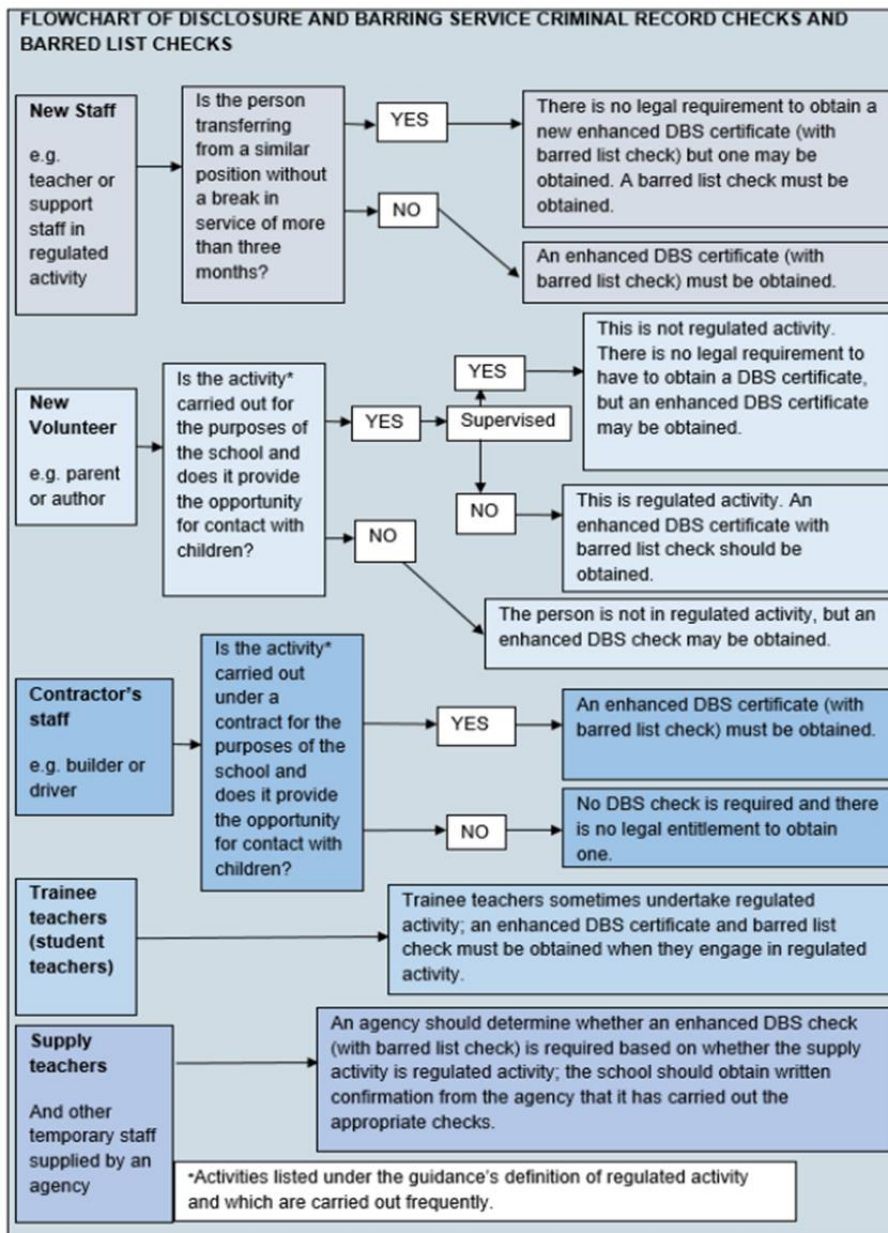 FLOWCHART OF DISCLOSURE AND BARRING SERVICE CRIMINAL RECORD CHECKS AND
BARRED LIST CHECKS
New Staff
e.g.
teacher or
support
staff in
regulated
activity
Is the person
transferring
from a similar
position without
a break in
service of more
than three
months?
YES
There is no legal requirement to obtain a
new enhanced DBS certificate (with
barred list check) but one may be
obtained. A barred list check must be
obtained.
NO
An enhanced DBS certificate (with
barred list check) must be obtained.
New
Volunteer
e.g. parent
or author
Is the activity*
carried out for
the purposes of
the school and
does it provide
the opportunity
for contact with
children?
YES
Supervised
YES
This is not regulated activity.
There is no legal requirement to
have to obtain a DBS certificate,
but an enhanced DBS certificate
may be obtained.
NO
This is regulated activity. An
enhanced DBS certificate with
barred list check should be
obtained.
NO
The person is not in regulated activity, but an
enhanced DBS check may be obtained.
Contractor's
staff
e.g. builder or
driver
Is the activity*
carried out
under a
contract for the
purposes of the
school and
does it provide
the opportunity
for contact with
children?
YES
An enhanced DBS certificate (with
barred list check) must be obtained.
NO
No DBS check is required and there
is no legal entitlement to obtain
one.
Trainee
teachers
(student
teachers)
Trainee teachers sometimes undertake regulated
activity; an enhanced DBS certificate and barred list
check must be obtained when they engage in regulated
activity.
Supply
teachers
And other
temporary staff
supplied by an
agency
An agency should determine whether an enhanced DBS check
(with barred list check) is required based on whether the supply
activity is regulated activity; the school should obtain written
confirmation from the agency that it has carried out the
appropriate checks.
*Activities listed under the guidance's definition of regulated activity
and which are carried out frequently.